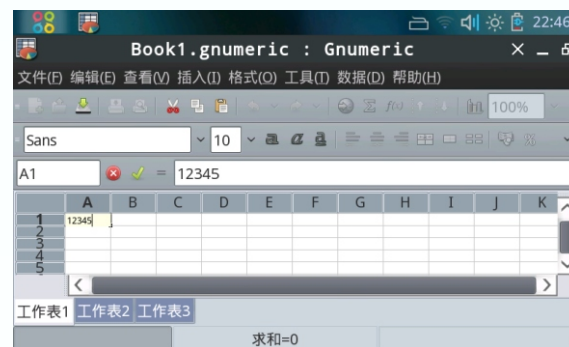 22:46
Book1.gnumeric : Gnumeric
文件(F) 编辑(E) 查看(V) 插入(I) 格式(O) 工具(T) 数据(D) 帮助(H)
f(x) 100%
Sans 10 a a a %
A1 = 12345
A B C D E F G H I J K
1 12345
2
3
4
5
工作表1 工作表2 工作表3
求和=0